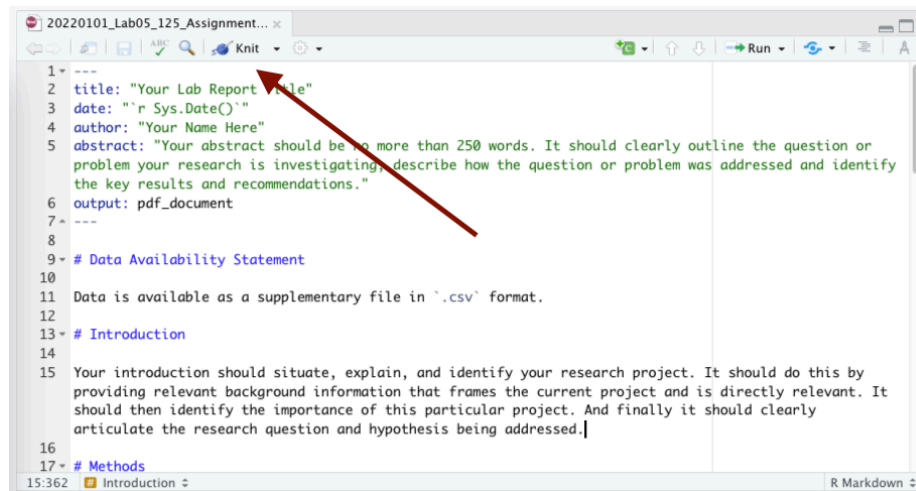 20220101_Lab05_125_Assignment...
ABC Knit Run A
1 ---
2 title: "Your Lab Report Title"
3 date: "`r Sys.Date()`"
4 author: "Your Name Here"
5 abstract: "Your abstract should be no more than 250 words. It should clearly outline the question or
problem your research is investigating, describe how the question or problem was addressed and identify
the key results and recommendations."
6 output: pdf_document
7 ---
8
9 # Data Availability Statement
10
11 Data is available as a supplementary file in `.csv` format.
12
13 # Introduction
14
15 Your introduction should situate, explain, and identify your research project. It should do this by
providing relevant background information that frames the current project and is directly relevant. It
should then identify the importance of this particular project. And finally it should clearly
articulate the research question and hypothesis being addressed.
16
17 # Methods
15:362 # Introduction R Markdown